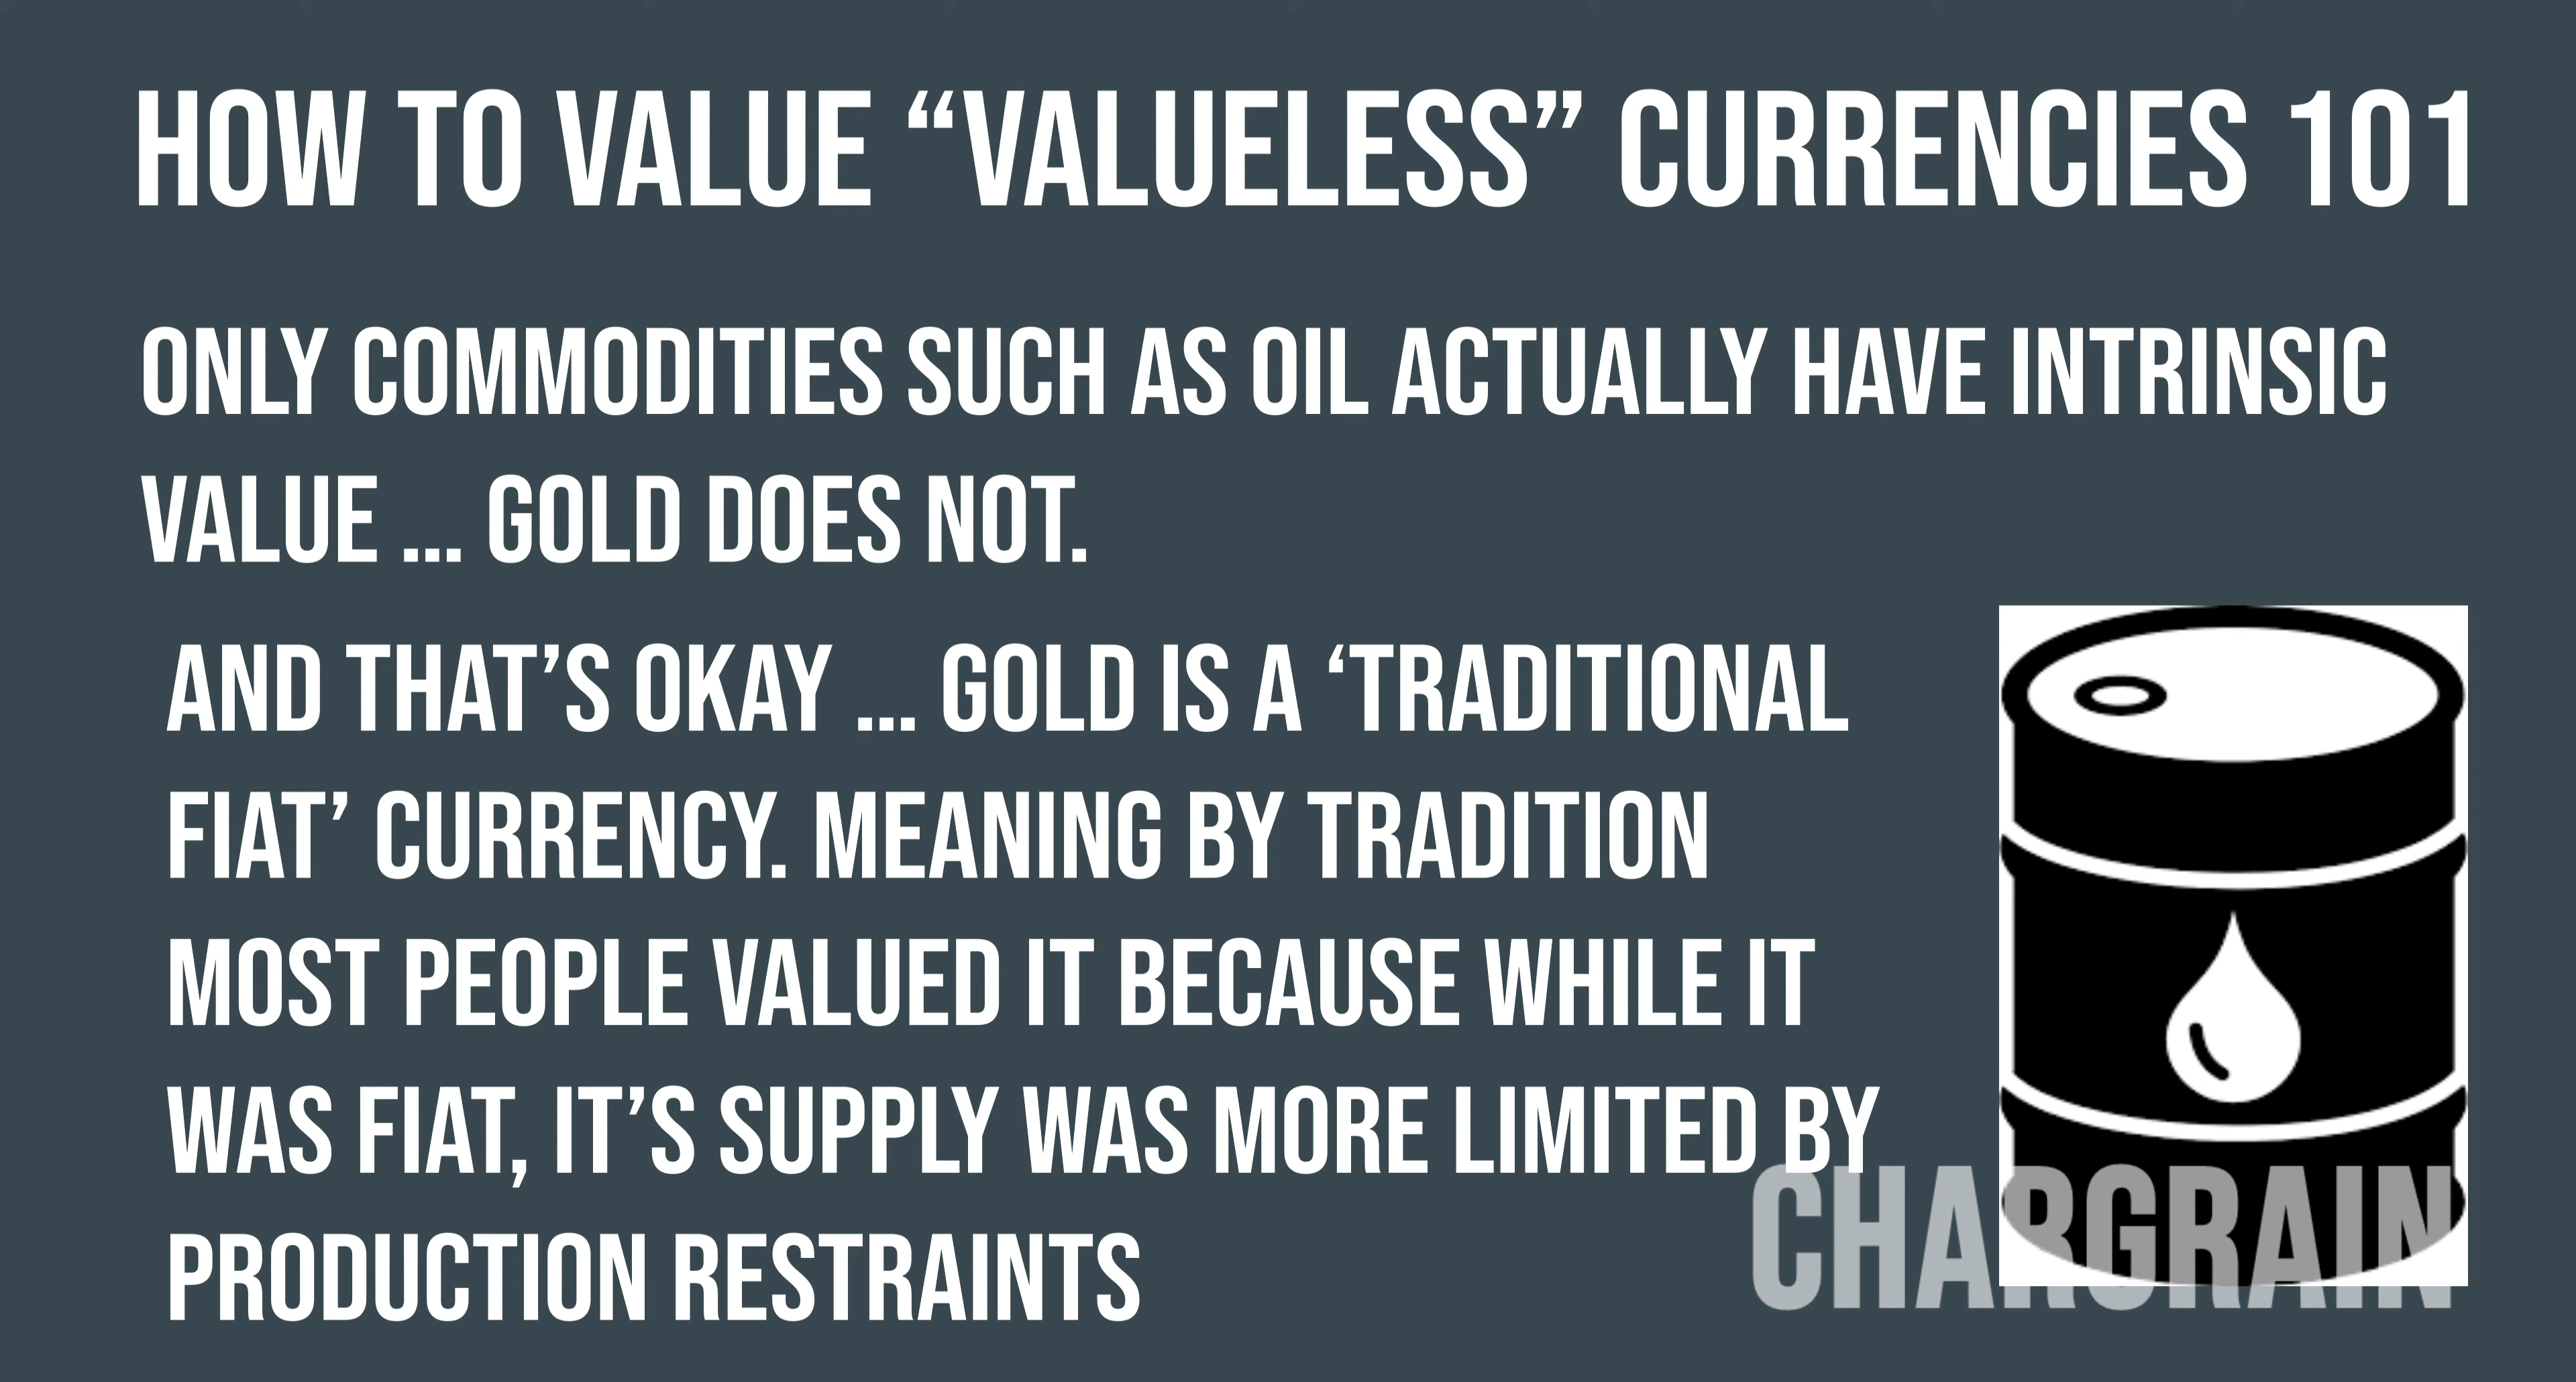 HOW TO VALUE “VALUELESS” CURRENCIES 101
ONLY COMMODITIES SUCH AS OIL ACTUALLY HAVE INTRINSIC
VALUE ... GOLD DOES NOT.
AND THAT’S OKAY ... GOLD IS A ‘TRADITIONAL
FIAT’ CURRENCY. MEANING BY TRADITION
MOST PEOPLE VALUED IT BECAUSE WHILE IT
WAS FIAT, IT’S SUPPLY WAS MORE LIMITED BY
PRODUCTION RESTRAINTS
CHARGRAIN